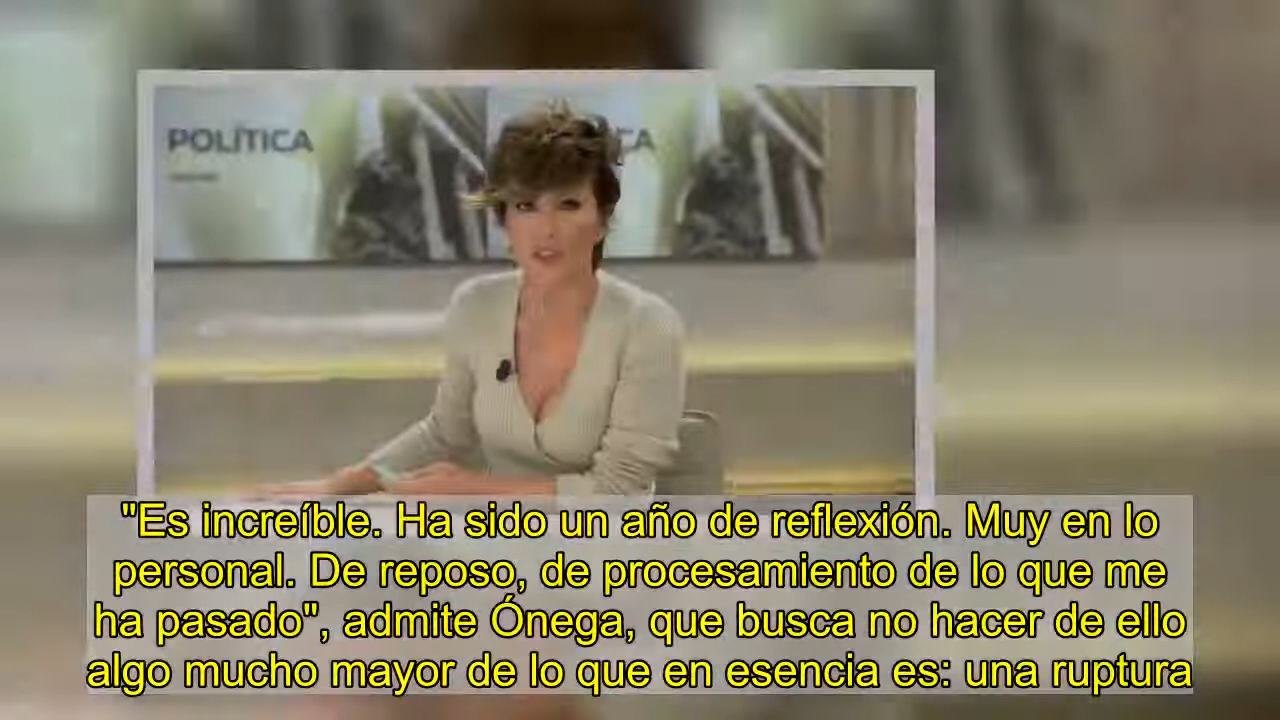 POLÍTICA
CA
"Es increíble. Ha sido un año de reflexión. Muy en lo
personal. De reposo, de procesamiento de lo que me
ha pasado", admite Ónega, que busca no hacer de ello
algo mucho mayor de lo que en esencia es: una ruptura